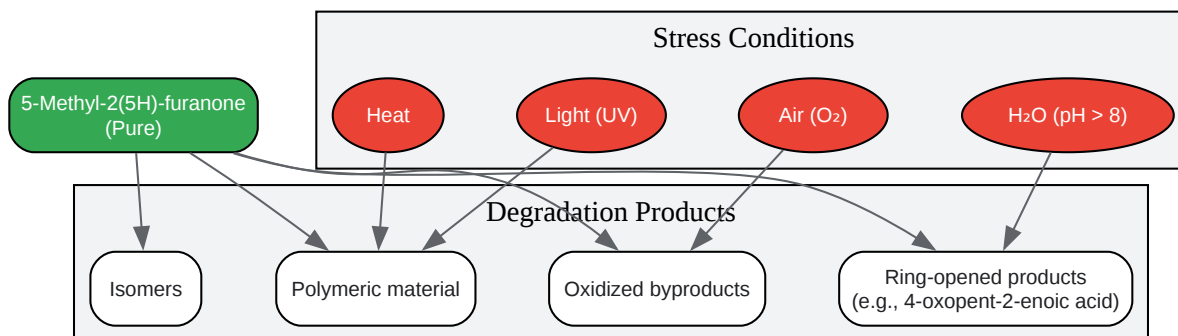 Stress Conditions
5-Methyl-2(5H)-furanone
(Pure)
Heat
Light (UV)
Air (O₂)
H₂O (pH > 8)
Degradation Products
Isomers
Polymeric material
Oxidized byproducts
Ring-opened products
(e.g., 4-oxopent-2-enoic acid)